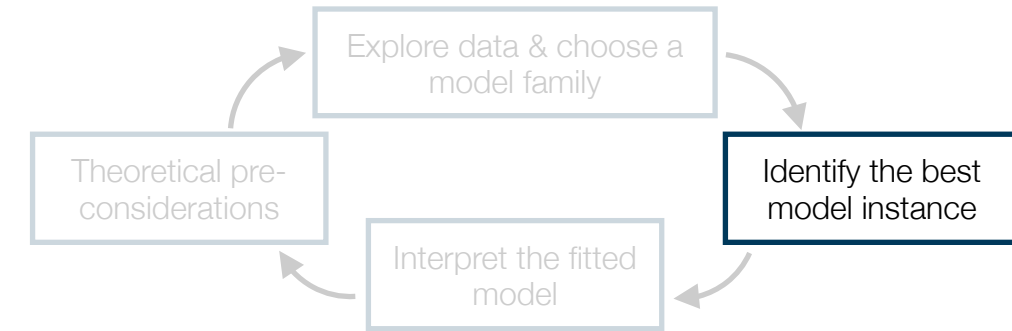 Explore data & choose a
model family
Theoretical pre-
considerations
Identify the best
model instance
Interpret the fitted
model